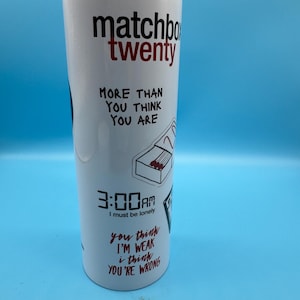 matchbo
twenty
MORE THAN
YOU THINK
YOU ARE
3:00AM
i must be lonely
you think
I'M WEAK
i think
YOU'RE WRONG